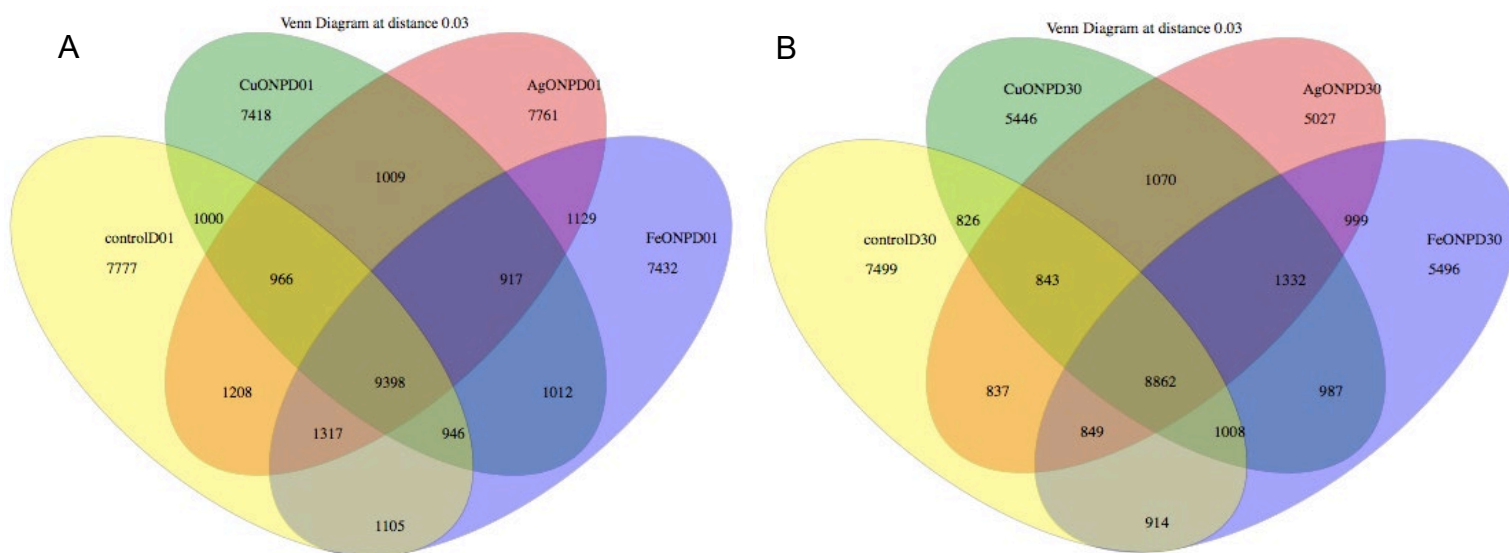 A
Venn Diagram at distance 0.03
CuONPD01
7418
AgONPD01
7761
1009
1000
1129
controlD01
7777
FeONPD01
7432
966
917
9398
1208
1012
1317
946
1105
B
Venn Diagram at distance 0.03
CuONPD30
5446
AgONPD30
5027
1070
826
999
controlD30
7499
FeONPD30
5496
843
1332
8862
837
987
849
1008
914